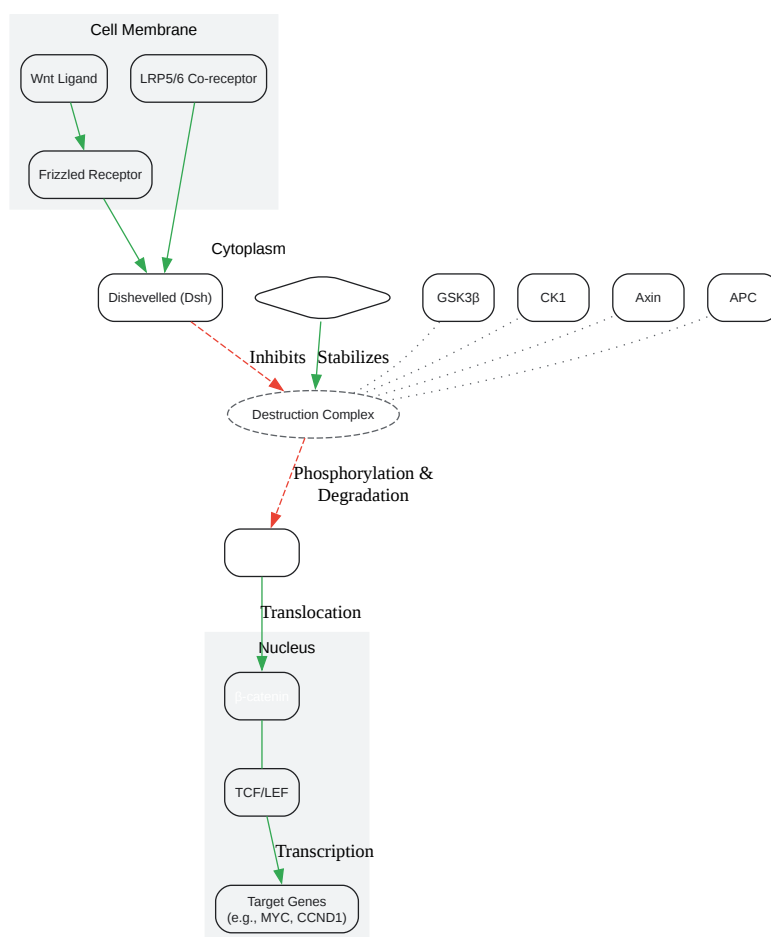 Cell Membrane
Wnt Ligand
LRP5/6 Co-receptor
Frizzled Receptor
Cytoplasm
Dishevelled (Dsh)
GSK3β
CK1
Axin
APC
Inhibits
Stabilizes
Destruction Complex
Phosphorylation &
Degradation
Translocation
Nucleus
β-catenin
TCF/LEF
Transcription
Target Genes
(e.g., MYC, CCND1)